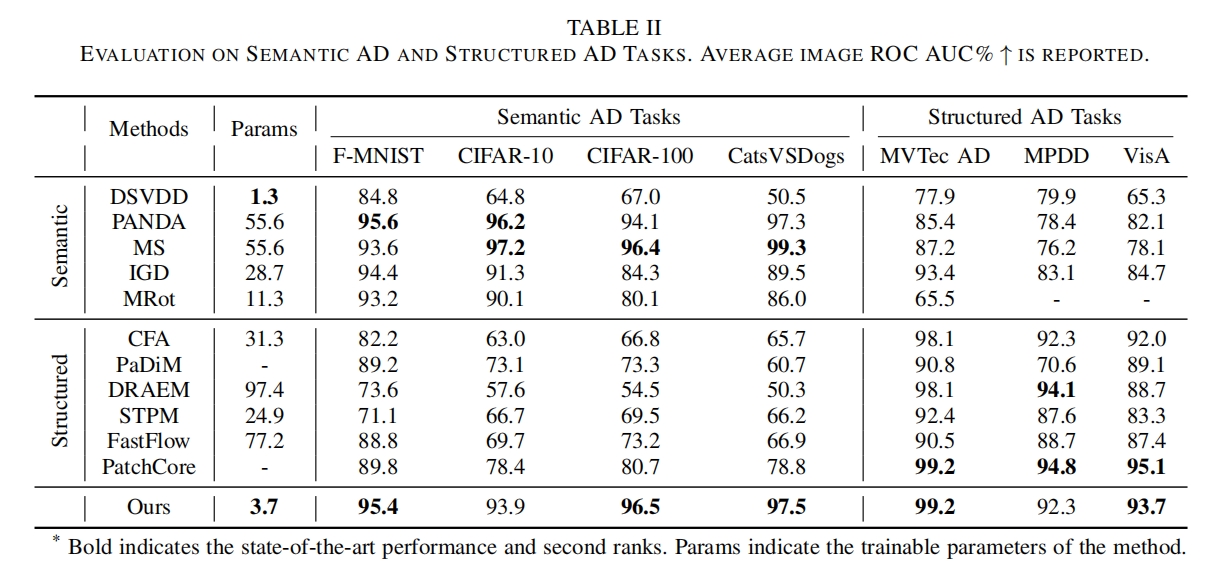 TABLE II
EVALUATION ON SEMANTIC AD AND STRUCTURED AD TASKS. AVERAGE IMAGE ROC AUC% ↑ IS REPORTED.
Methods Params Semantic AD Tasks Structured AD Tasks
F-MNIST CIFAR-10 CIFAR-100 CatsVSDogs MVTec AD MPDD VisA
Semantic
DSVDD 1.3 84.8 64.8 67.0 50.5 77.9 79.9 65.3
PANDA 55.6 95.6 96.2 94.1 97.3 85.4 78.4 82.1
MS 55.6 93.6 97.2 96.4 99.3 87.2 76.2 78.1
IGD 28.7 94.4 91.3 84.3 89.5 93.4 83.1 84.7
MRot 11.3 93.2 90.1 80.1 86.0 65.5 - -
Structured
CFA 31.3 82.2 63.0 66.8 65.7 98.1 92.3 92.0
PaDiM - 89.2 73.1 73.3 60.7 90.8 70.6 89.1
DRAEM 97.4 73.6 57.6 54.5 50.3 98.1 94.1 88.7
STPM 24.9 71.1 66.7 69.5 66.2 92.4 87.6 83.3
FastFlow 77.2 88.8 69.7 73.2 66.9 90.5 88.7 87.4
PatchCore - 89.8 78.4 80.7 78.8 99.2 94.8 95.1
Ours 3.7 95.4 93.9 96.5 97.5 99.2 92.3 93.7
* Bold indicates the state-of-the-art performance and second ranks. Params indicate the trainable parameters of the method.